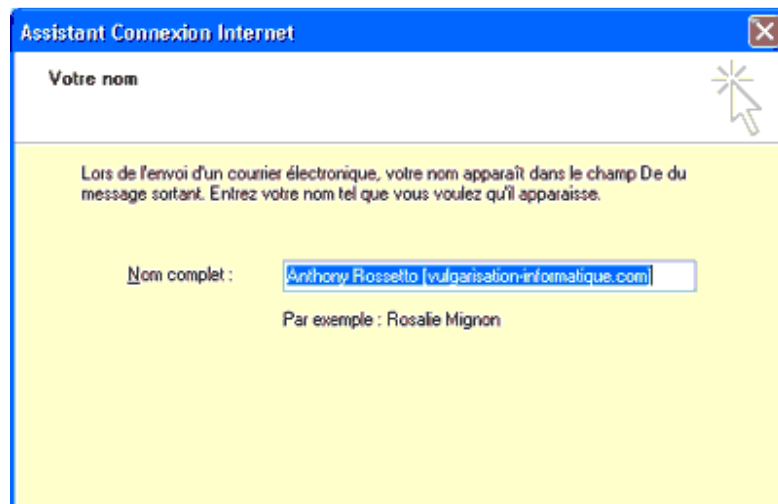 Assistant Connexion Internet
Votre nom
Lors de l'envoi d'un courrier électronique, votre nom apparaît dans le champ De du
message sortant. Entrez votre nom tel que vous voulez qu'il apparaisse.
Nom complet : Anthony Rossetto [vulgarisation-informatique.com]
Par exemple : Rosalie Mignon